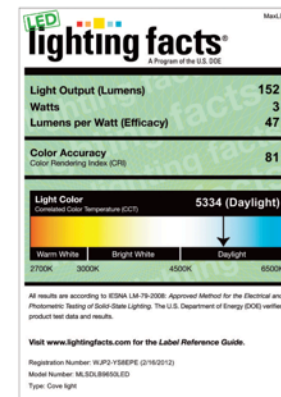 MaxLi
LED
lighting facts®
A Program of the U.S. DOE
Light Output (Lumens) 152
Watts 3
Lumens per Watt (Efficacy) 47
Color Accuracy 81
Color Rendering Index (CRI)
Light Color 5334 (Daylight)
Correlated Color Temperature (CCT)
Warm White Bright White Daylight
2700K 3000K 4500K 6500K
All results are according to IESNA LM-79-2008: Approved Method for the Electrical and
Photometric Testing of Solid-State Lighting. The U.S. Department of Energy (DOE) verifies
product test data and results.
Visit www.lightingfacts.com for the Label Reference Guide.
Registration Number: WJP2-YS8EPE (2/16/2012)
Model Number: MLSDLB9650LED
Type: Cove light